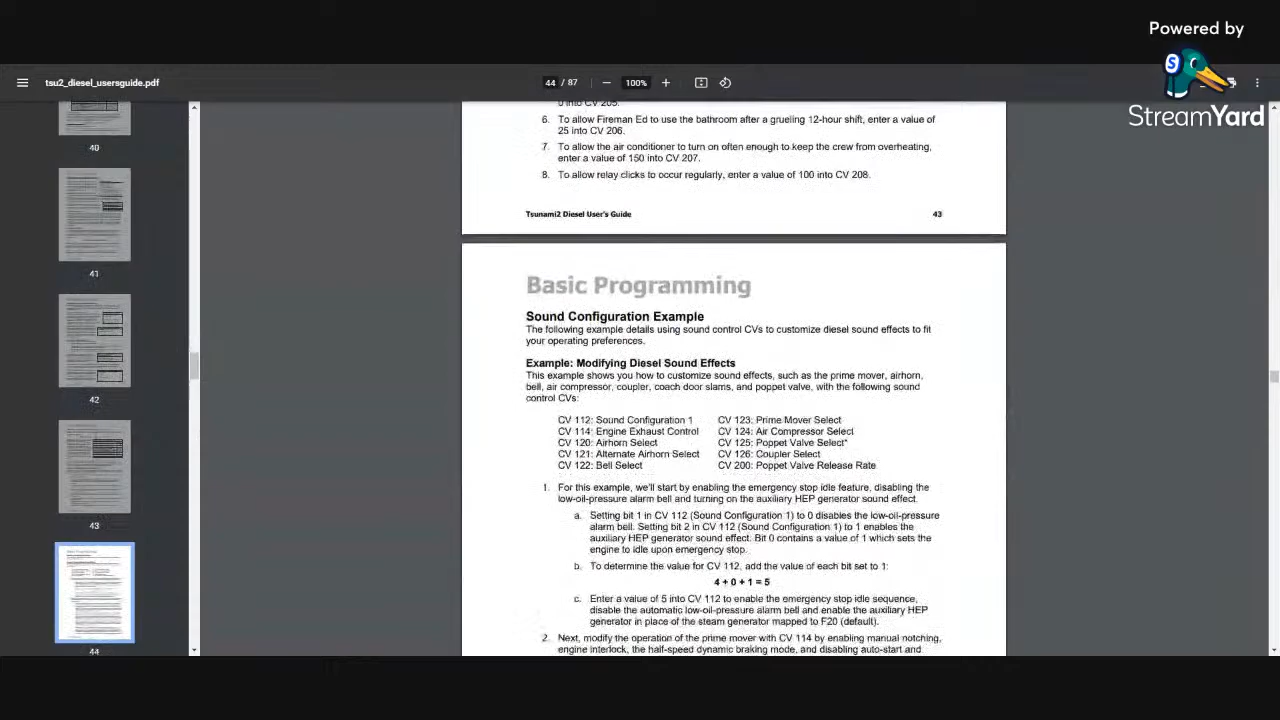 Powered by
StreamYard
tsu2_diesel_usersguide.pdf
44 / 87
100%
40
41
42
43
44
0 into CV 205.
6. To allow Fireman Ed to use the bathroom after a grueling 12-hour shift, enter a value of
25 into CV 206.
7. To allow the air conditioner to turn on often enough to keep the crew from overheating,
enter a value of 150 into CV 207.
8. To allow relay clicks to occur regularly, enter a value of 100 into CV 208.
Tsunami2 Diesel User's Guide 43
Basic Programming
Sound Configuration Example
The following example details using sound control CVs to customize diesel sound effects to fit
your operating preferences.
Example: Modifying Diesel Sound Effects
This example shows you how to customize sound effects, such as the prime mover, airhorn,
bell, air compressor, coupler, coach door slams, and poppet valve, with the following sound
control CVs:
CV 112: Sound Configuration 1 CV 123: Prime Mover Select
CV 114: Engine Exhaust Control CV 124: Air Compressor Select
CV 120: Airhorn Select CV 125: Poppet Valve Select*
CV 121: Alternate Airhorn Select CV 126: Coupler Select
CV 122: Bell Select CV 200: Poppet Valve Release Rate
1. For this example, we'll start by enabling the emergency stop idle feature, disabling the
low-oil-pressure alarm bell and turning on the auxiliary HEP generator sound effect.
a. Setting bit 1 in CV 112 (Sound Configuration 1) to 0 disables the low-oil-pressure
alarm bell. Setting bit 2 in CV 112 (Sound Configuration 1) to 1 enables the
auxiliary HEP generator sound effect. Bit 0 contains a value of 1 which sets the
engine to idle upon emergency stop.
b. To determine the value for CV 112, add the value of each bit set to 1:
4 + 0 + 1 = 5
c. Enter a value of 5 into CV 112 to enable the emergency stop idle sequence,
disable the automatic low-oil-pressure alarm bell and enable the auxiliary HEP
generator in place of the steam generator mapped to F20 (default).
2. Next, modify the operation of the prime mover with CV 114 by enabling manual notching,
engine interlock, the half-speed dynamic braking mode, and disabling auto-start and